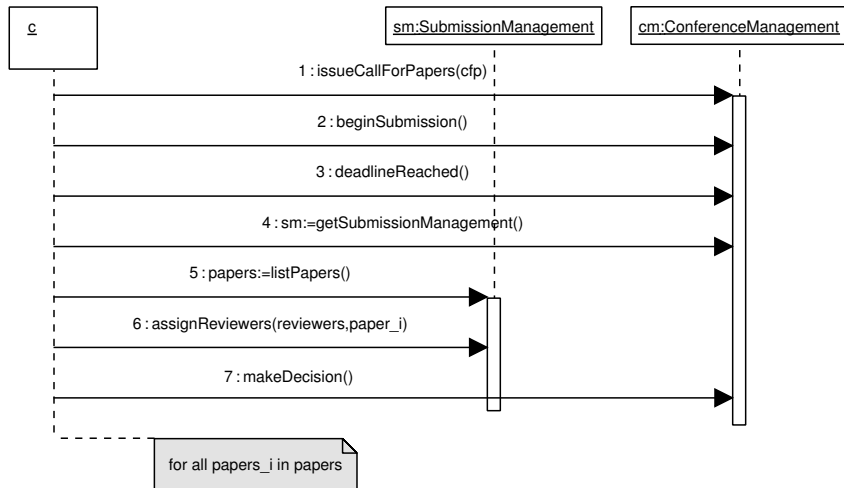 c
sm:SubmissionManagement
cm:ConferenceManagement
1 : issueCallForPapers(cfp)
2 : beginSubmission()
3 : deadlineReached()
4 : sm:=getSubmissionManagement()
5 : papers:=listPapers()
6 : assignReviewers(reviewers,paper_i)
7 : makeDecision()
for all papers_i in papers